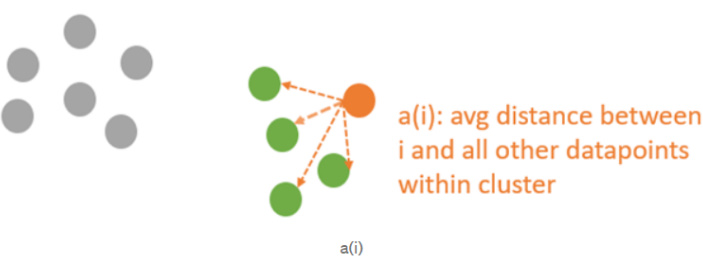 a(i): avg distance between
i and all other datapoints
within cluster
a(i)